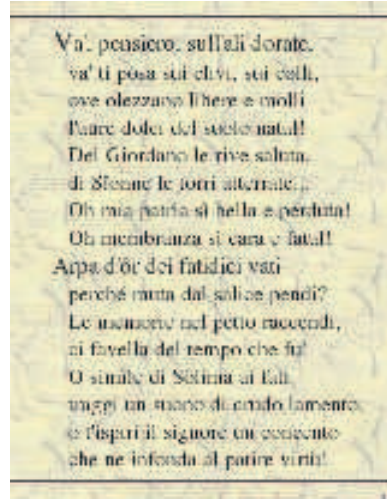 Va', pensiero, sull'ali dorate,
va' ti posa sui clivi, sui colli,
ove olezzano libere e molli
l'aure dolci del suolo natal!
Del Giordano le rive saluta,
di Sionne le torri atterrate...
Oh mia patria sì bella e perduta!
Oh membranza sì cara e fatal!
Arpa d'ôr dei fatidici vati
perché muta dal salice pendi?
Le memorie nel petto raccendi,
ci favella del tempo che fu!
O simile di Sòlima ai fati
traggi un suono di crudo lamento,
o t'ispiri il signore un concento
che ne infonda al patire virtù!